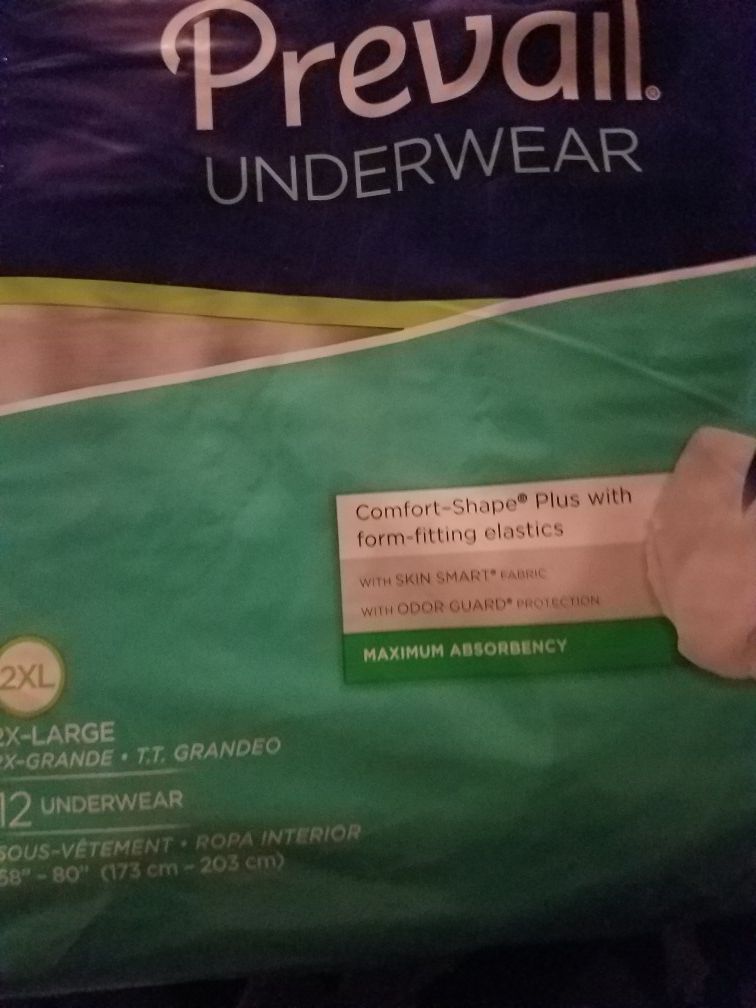 Prevail®
UNDERWEAR
Comfort-Shape® Plus with
form-fitting elastics
WITH SKIN SMART® FABRIC
WITH ODOR GUARD® PROTECTION
MAXIMUM ABSORBENCY
2XL
2X-LARGE
2X-GRANDE • T.T. GRANDEO
12 UNDERWEAR
SOUS-VÊTEMENT • ROPA INTERIOR
68" - 80" (173 cm - 203 cm)